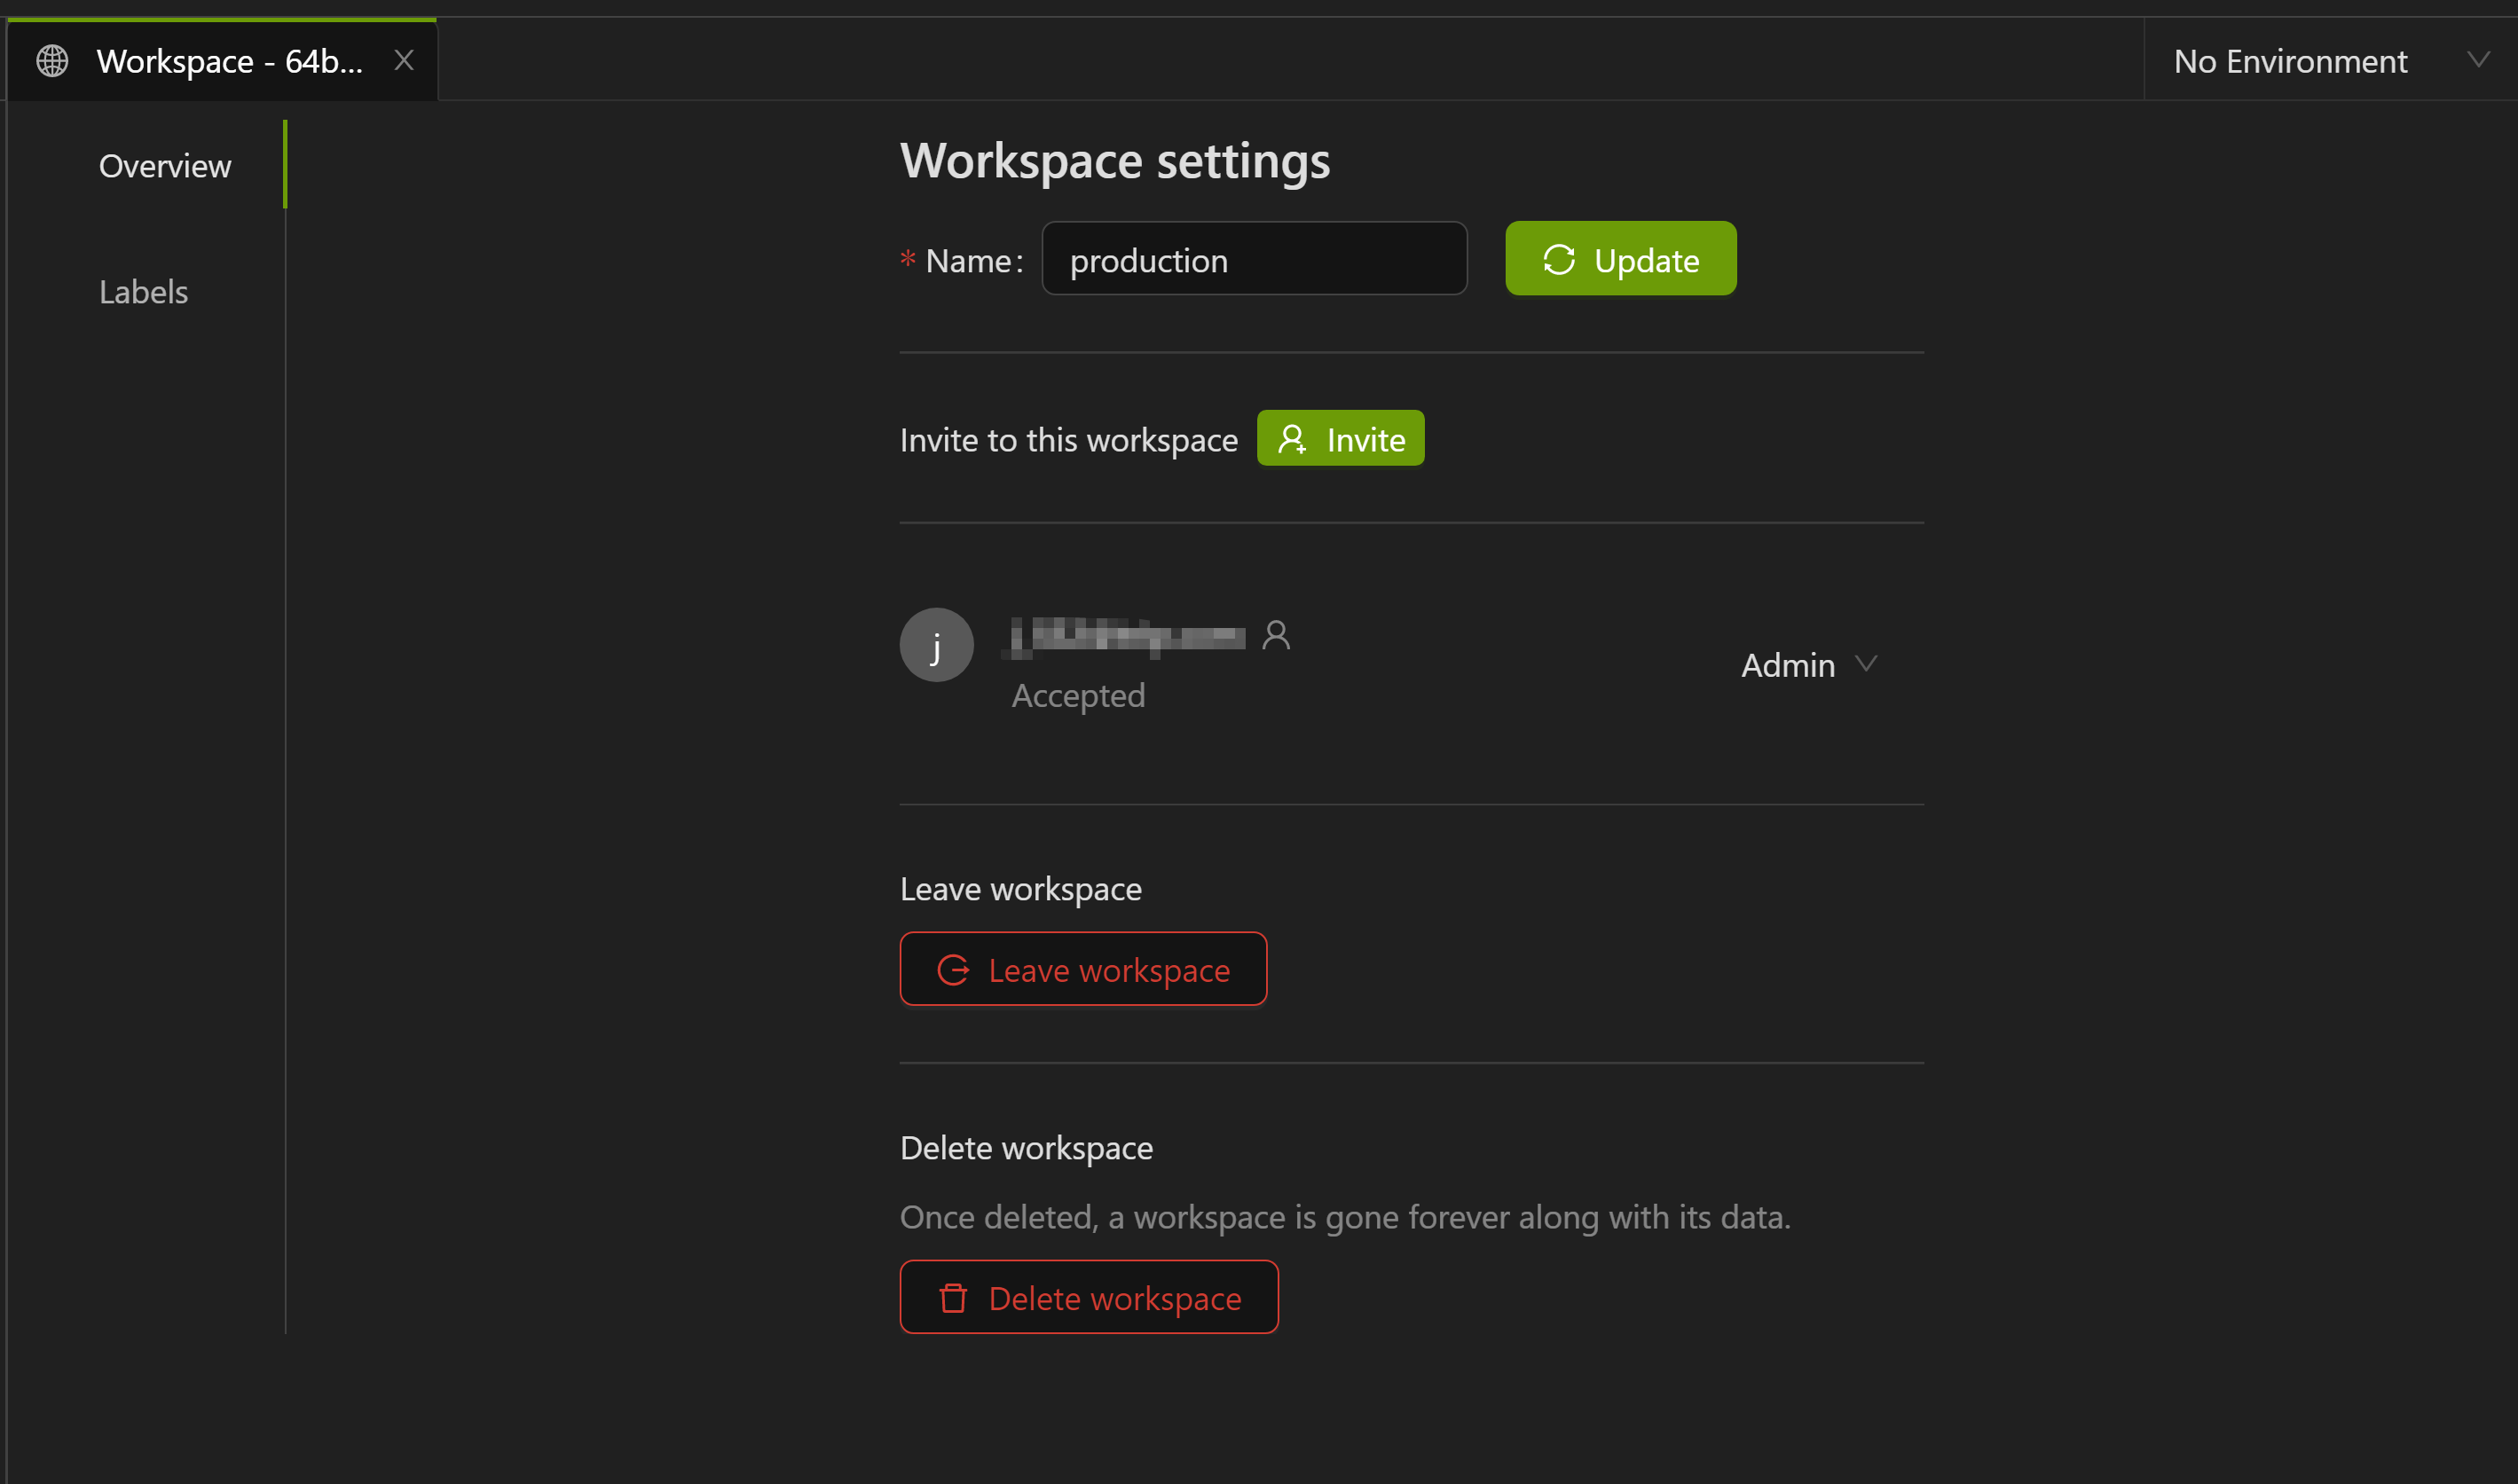 Workspace - 64b...
No Environment
Overview
Labels
Workspace settings
* Name: production Update
Invite to this workspace Invite
j
Accepted
Admin
Leave workspace
Leave workspace
Delete workspace
Once deleted, a workspace is gone forever along with its data.
Delete workspace